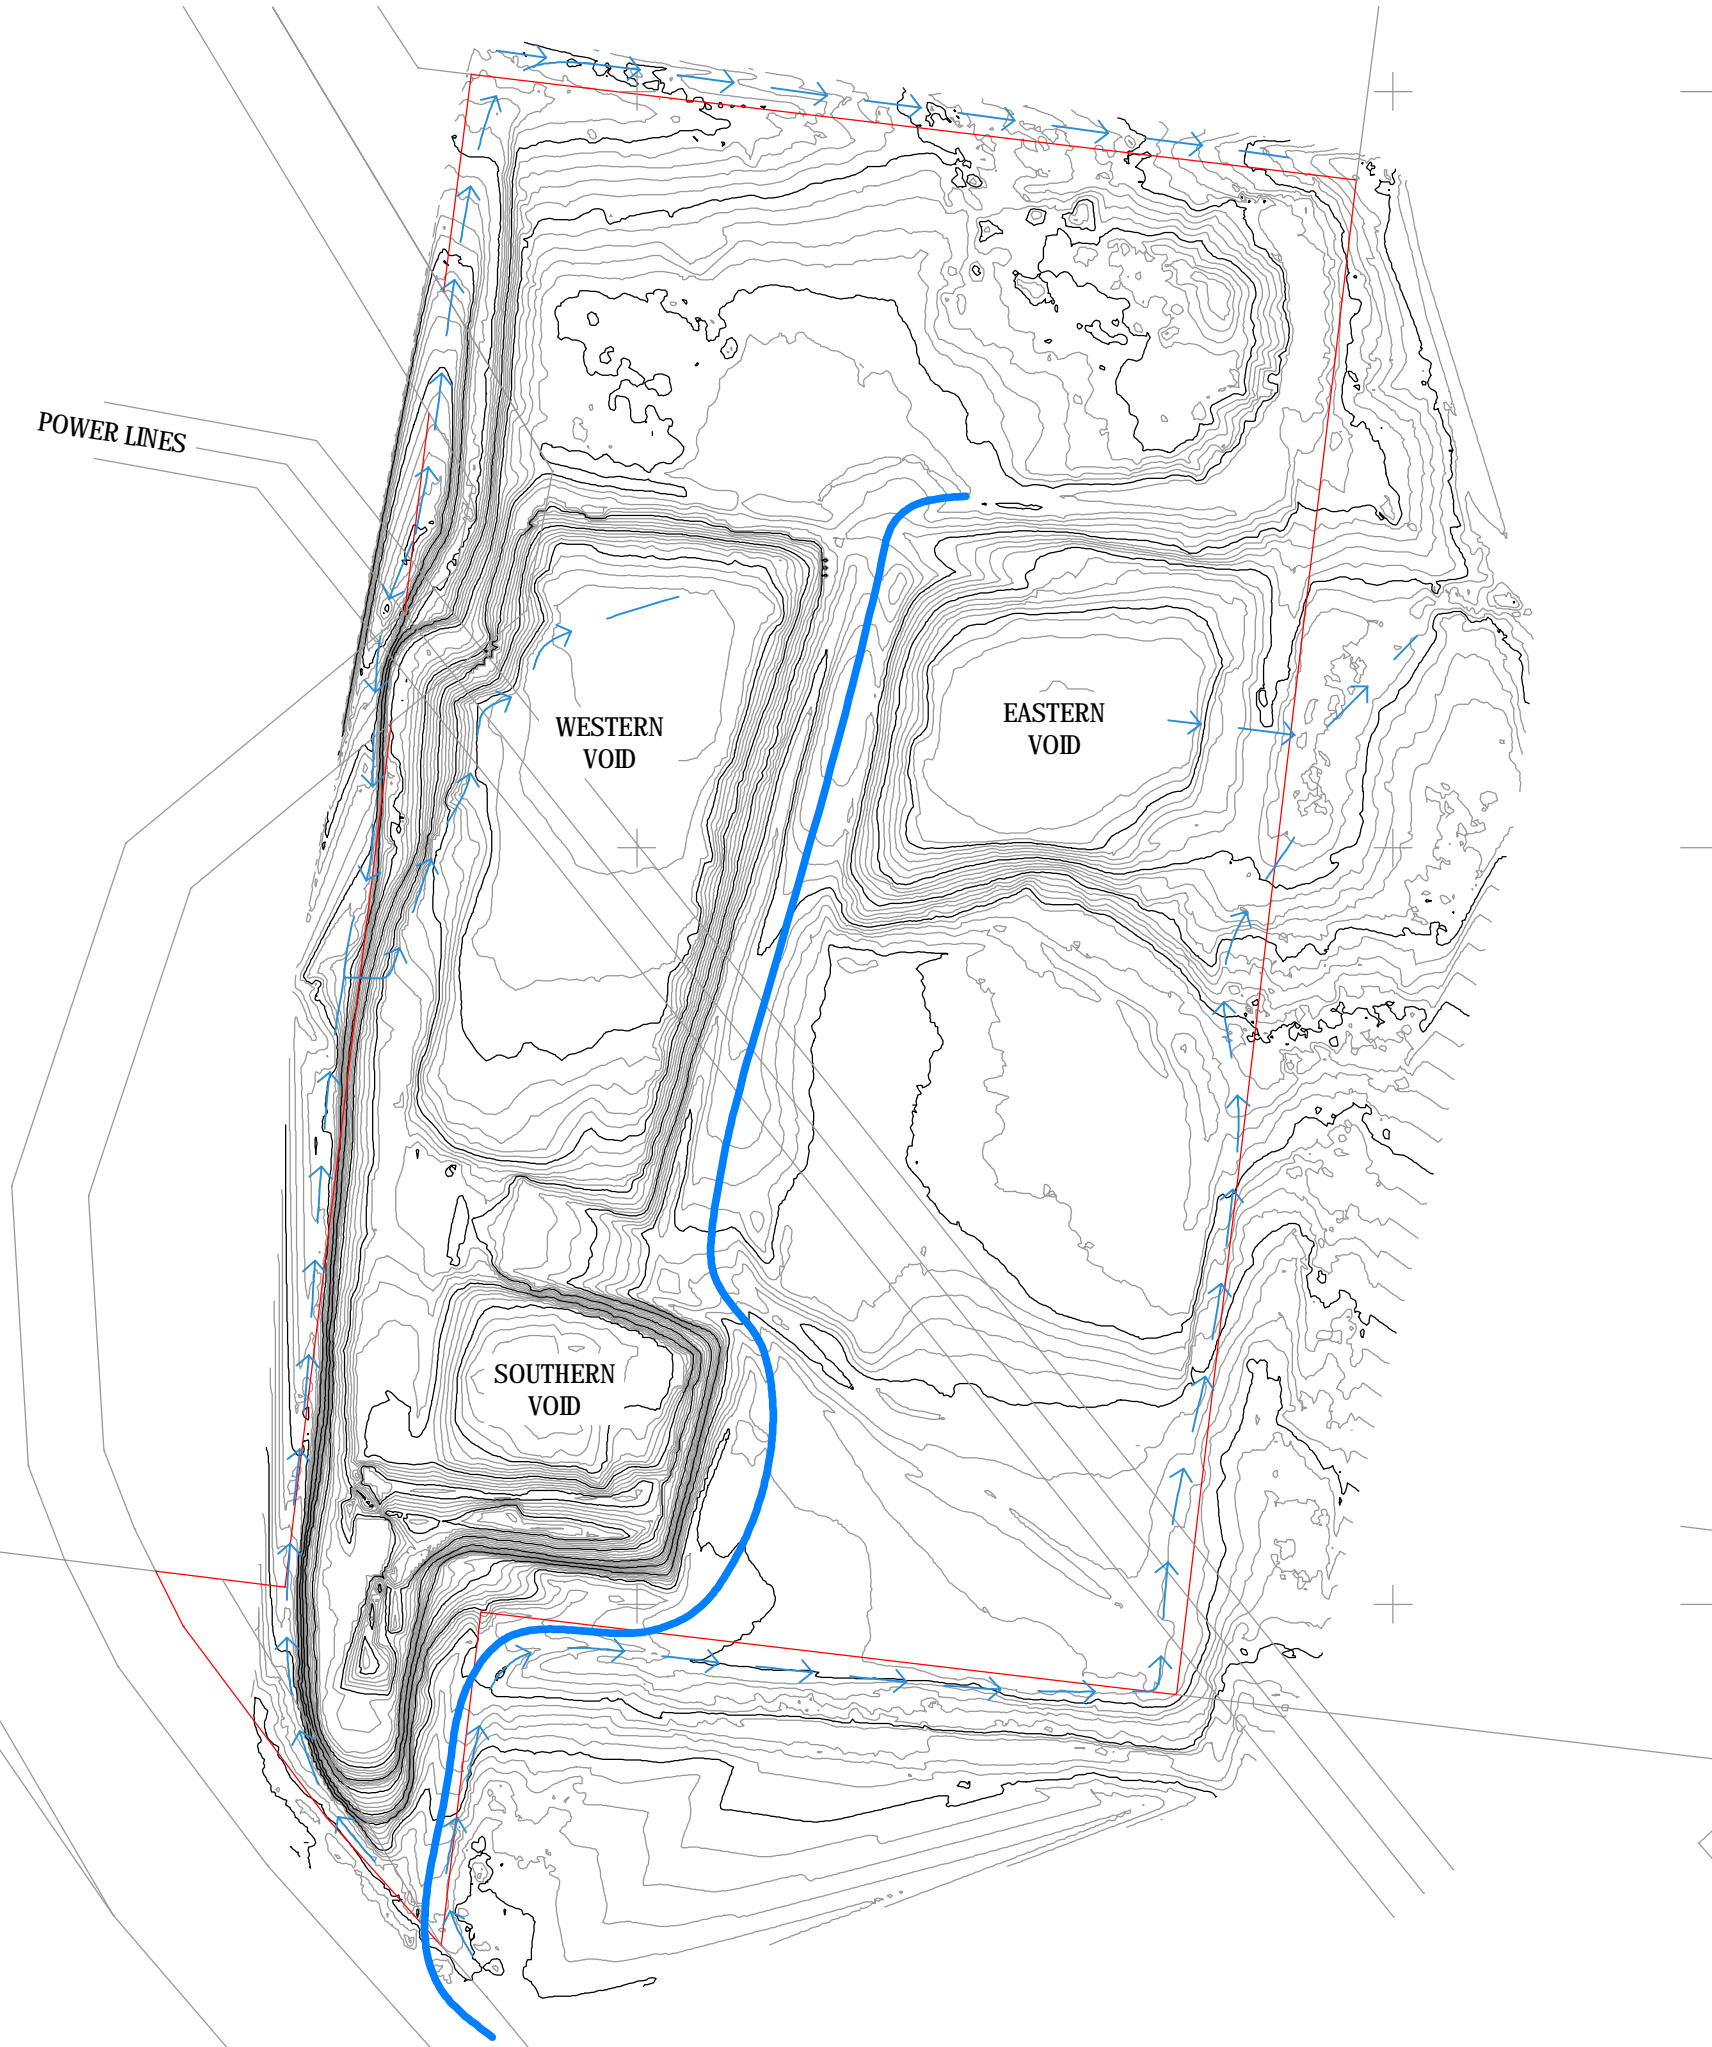 POWER LINES
WESTERN
VOID
EASTERN
VOID
SOUTHERN
VOID